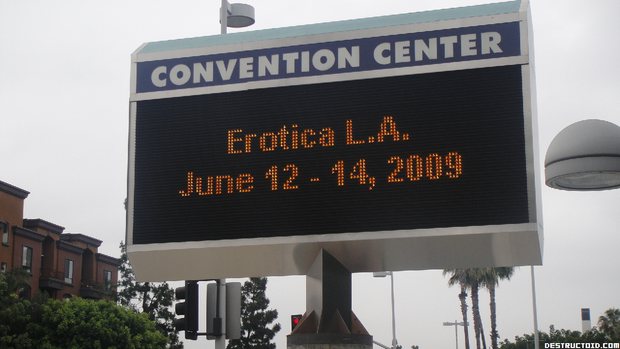 CONVENTION CENTER
Erotica L.A.
June 12 - 14, 2009
DESTRUCTOID.COM